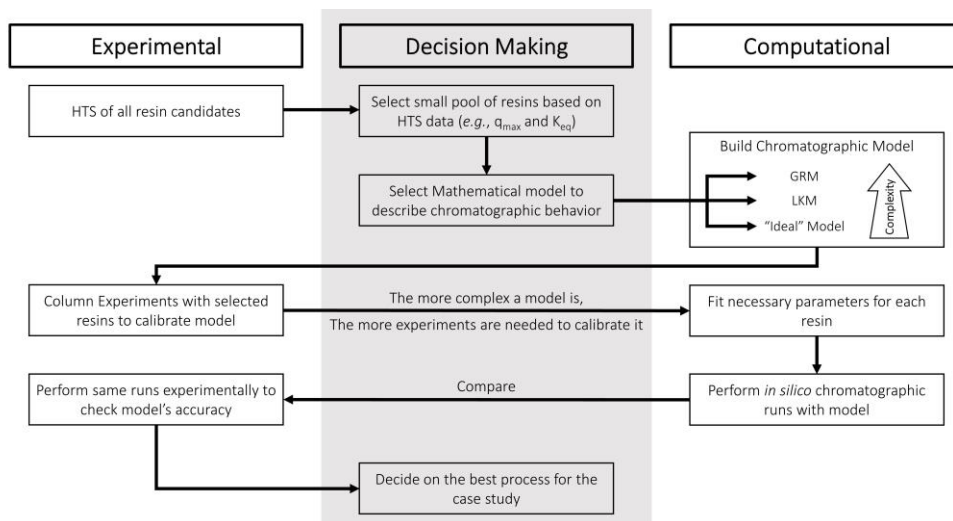 Experimental
Decision Making
Computational
HTS of all resin candidates
Select small pool of resins based on
HTS data (e.g., qmax and Keq)
Select Mathematical model to
describe chromatographic behavior
Build Chromatographic Model
GRM
LKM
“Ideal” Model
Complexity
Column Experiments with selected
resins to calibrate model
The more complex a model is,
The more experiments are needed to calibrate it
Fit necessary parameters for each
resin
Perform same runs experimentally to
check model’s accuracy
Compare
Perform in silico chromatographic
runs with model
Decide on the best process for the
case study